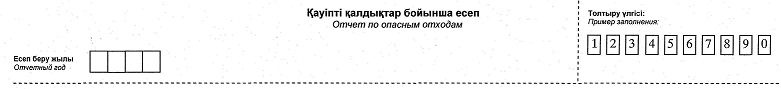 Қауіпті қалдықтар бойынша есеп
Отчет по опасным отходам
Толтыру үлгісі:
Пример заполнения:
1 2 3 4 5 6 7 8 9 0
Есеп беру жылы
Отчетный год